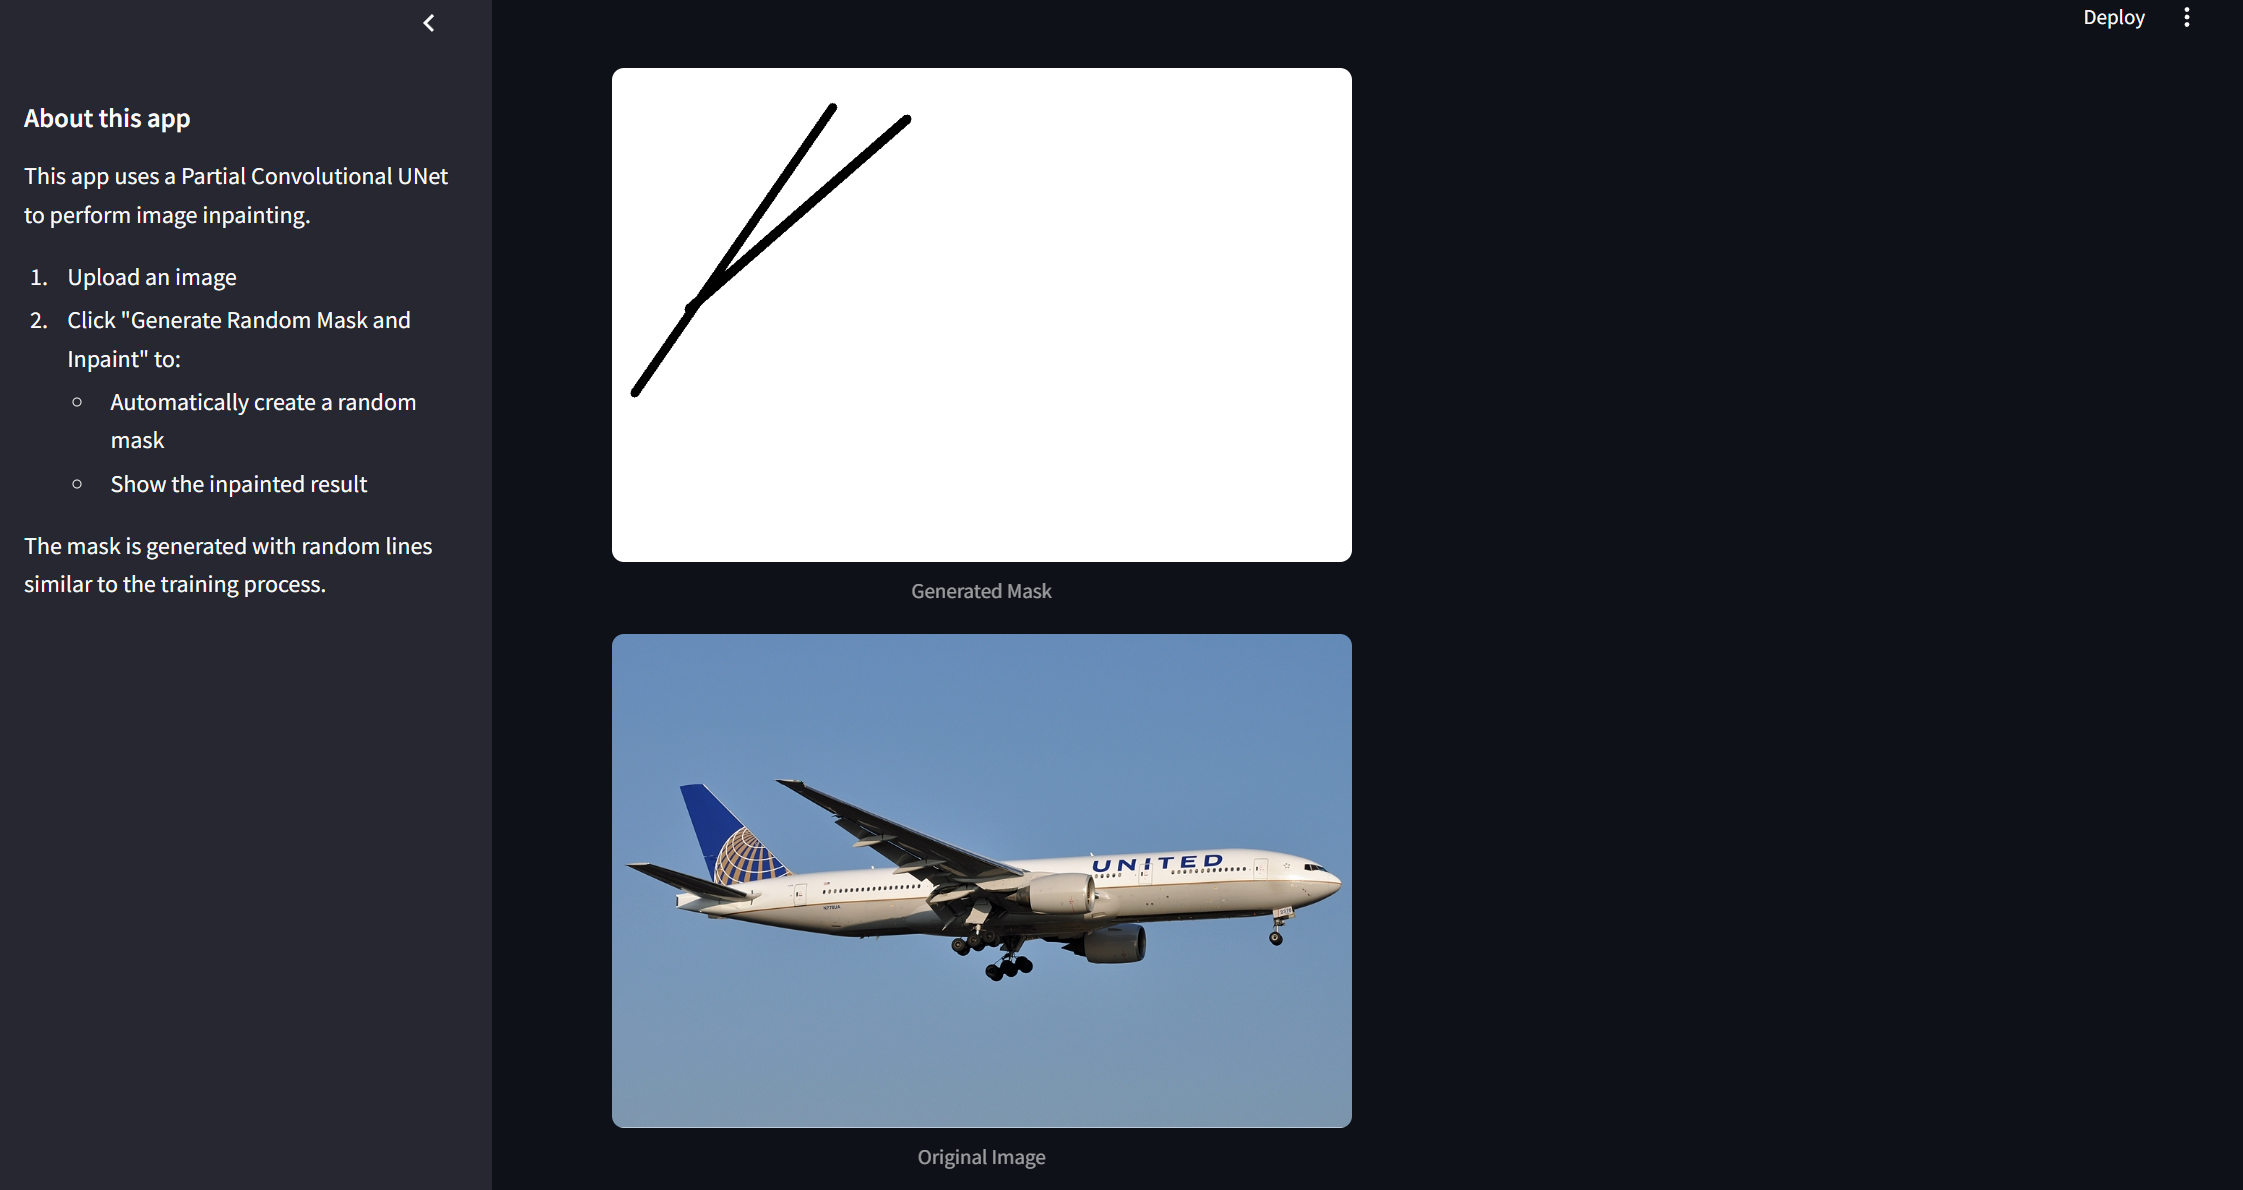 Deploy
About this app
This app uses a Partial Convolutional UNet
to perform image inpainting.
1. Upload an image
2. Click "Generate Random Mask and
Inpaint" to:
Automatically create a random
mask
Show the inpainted result
The mask is generated with random lines
similar to the training process.
Generated Mask
UNITED
Original Image